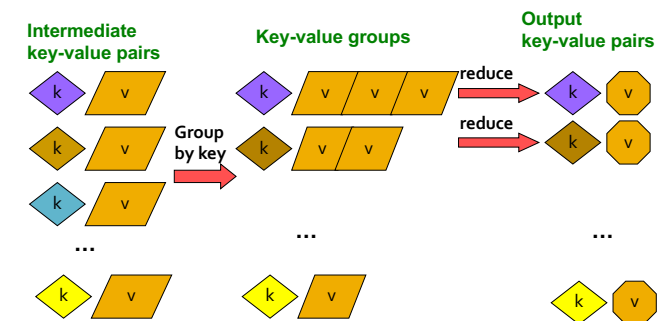 Intermediate
key-value pairs
Key-value groups
Output
key-value pairs
k v
k v v v
reduce
k v
k v
Group
by key
k v v
reduce
k v
k v
...
...
...
k v
k v
k v